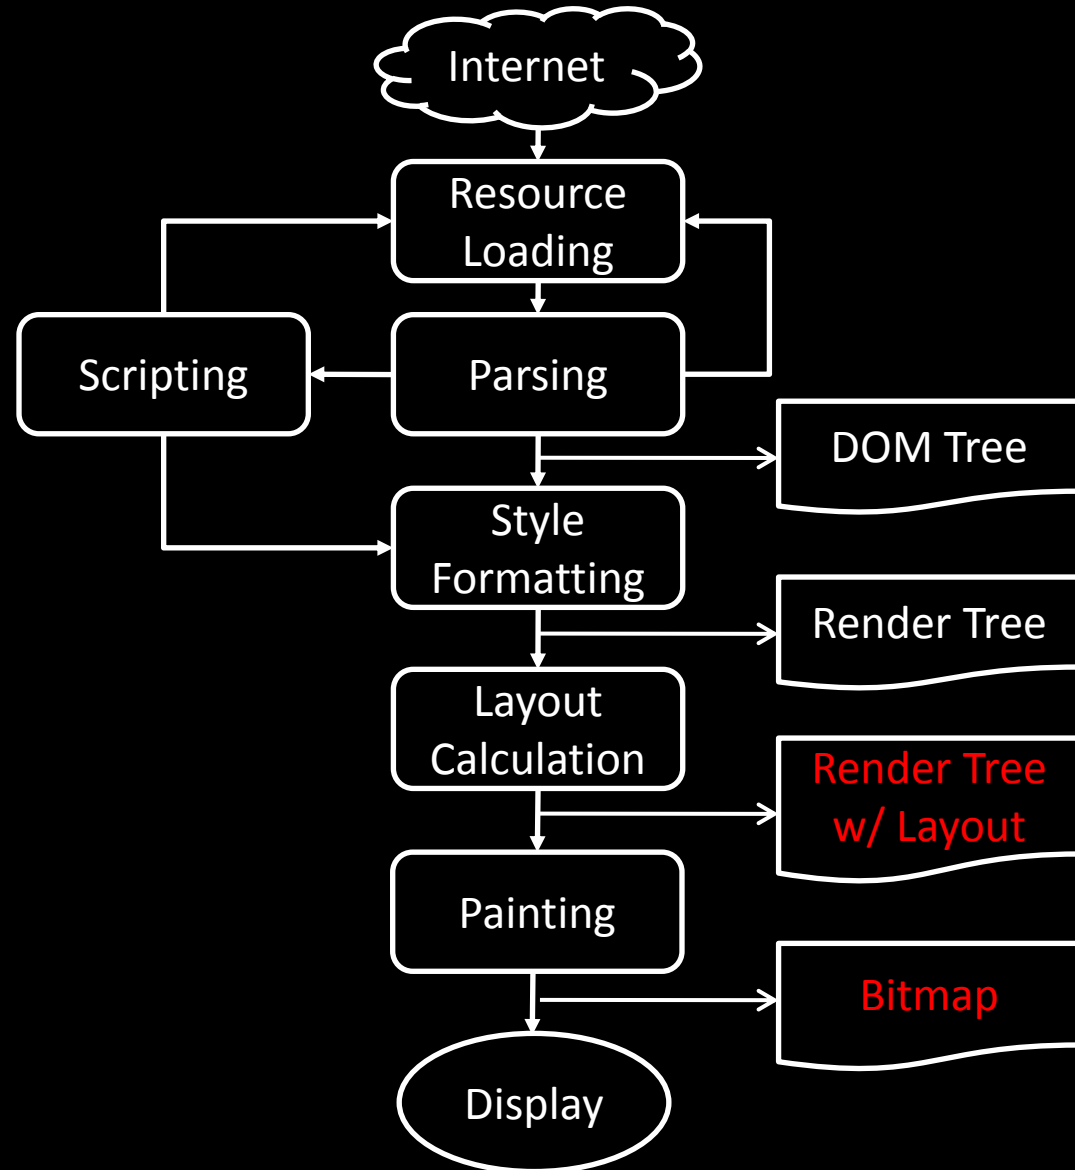 Internet
Resource
Loading
Scripting
Parsing
DOM Tree
Style
Formatting
Render Tree
Layout
Calculation
Render Tree
w/ Layout
Painting
Bitmap
Display